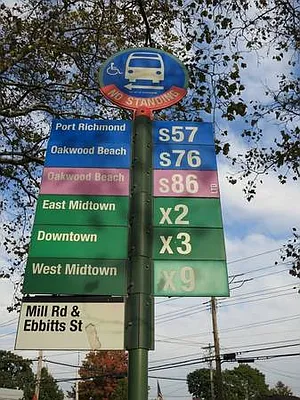 NO STANDING
Port Richmond s57
Oakwood Beach s76
Oakwood Beach s86
East Midtown x2
Downtown x3
West Midtown x9
Mill Rd &
Ebbitts St